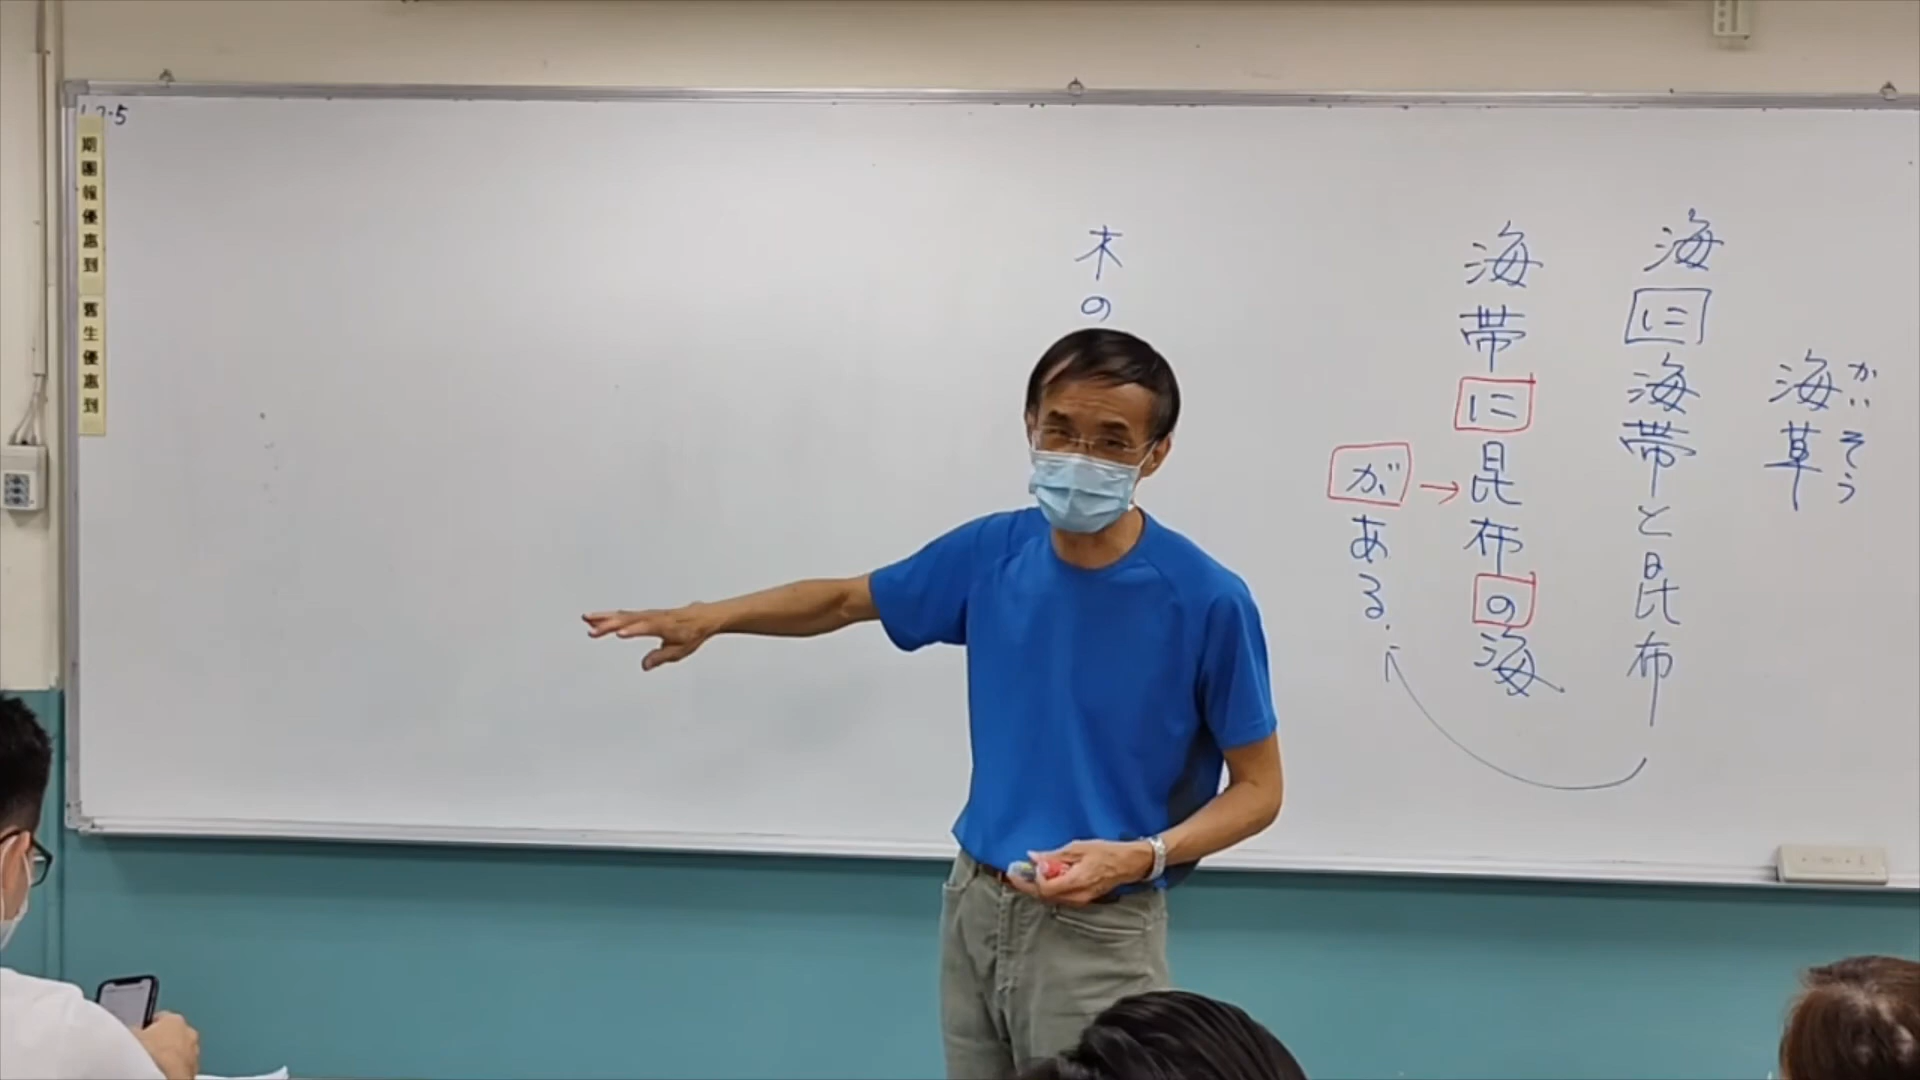 海草
かいそう
海に海帯と昆布
海帯に昆布の海
がある.
→
木の
期團報優惠到
舊生優惠到